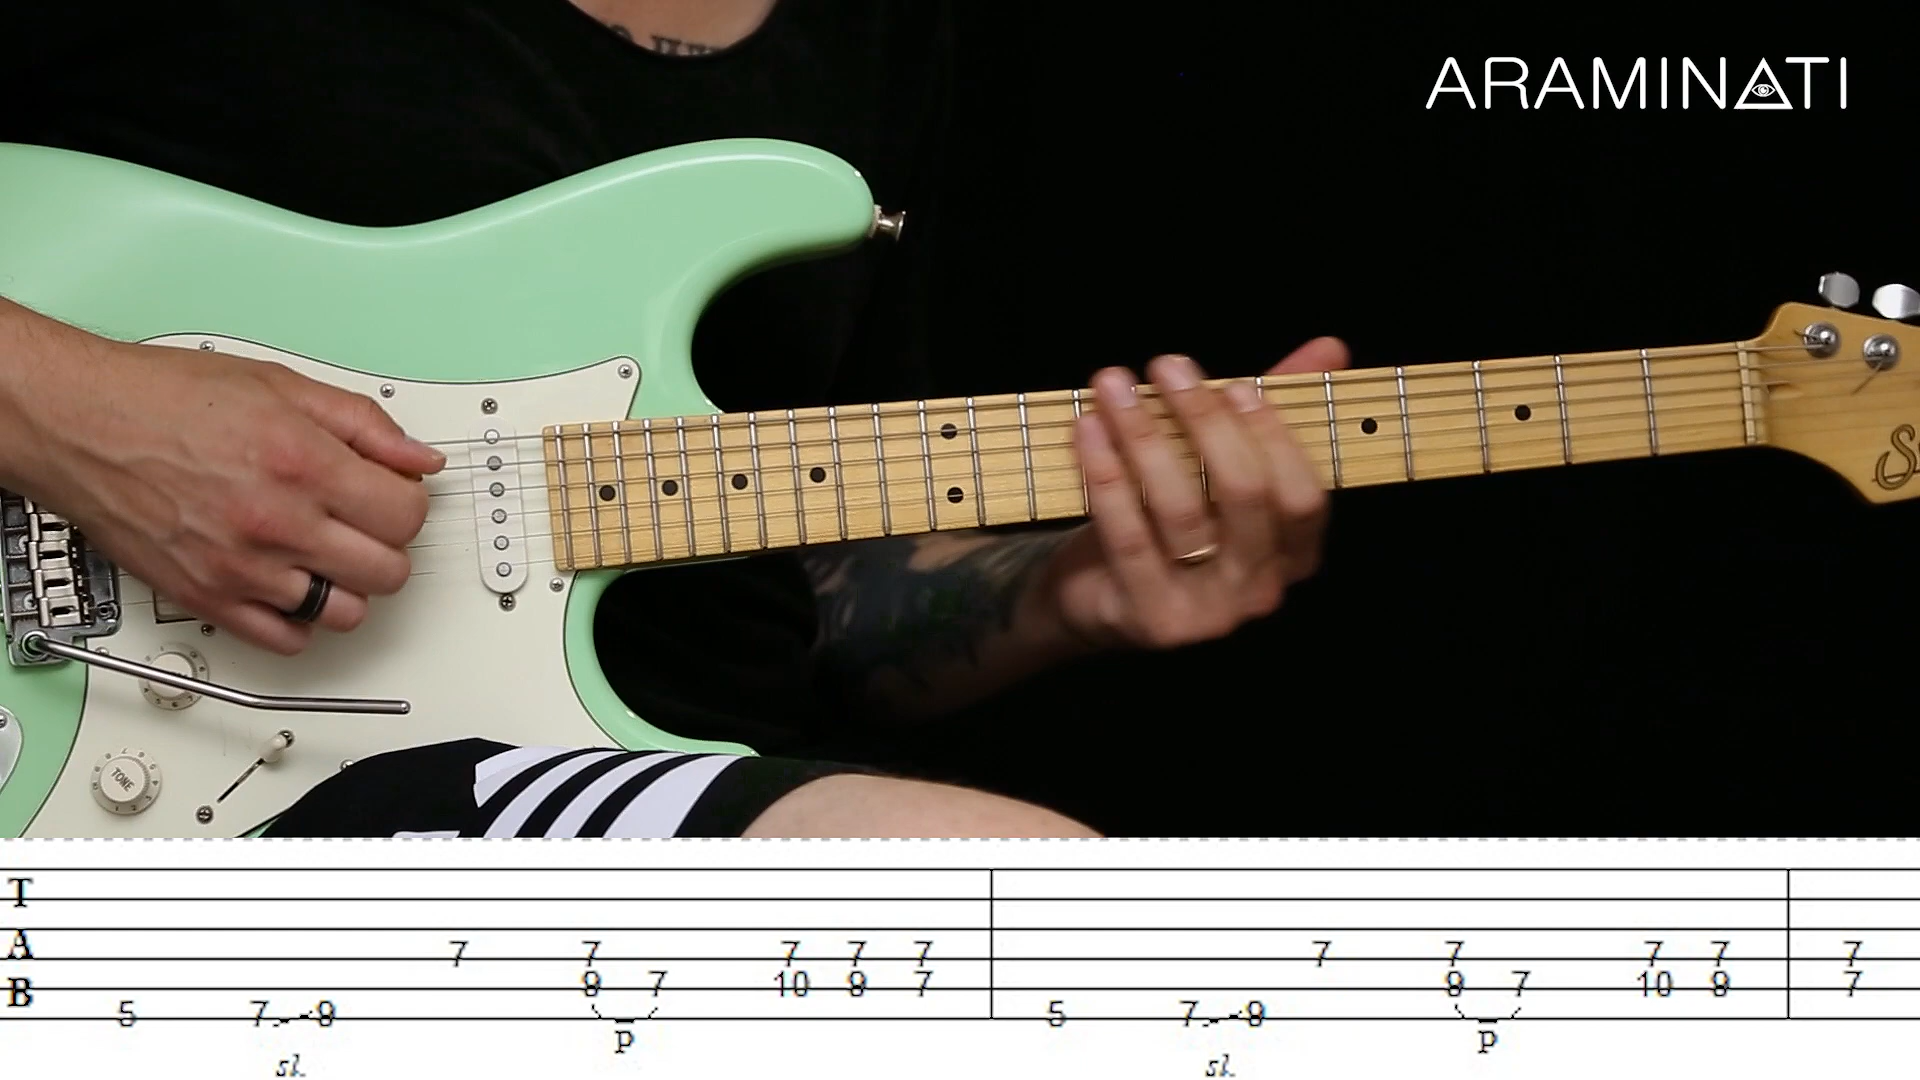 ARAMINATI
TONE
T
A
B
7 7 7 7 7 7 7 7 7 7
9 7 10 9 7 9 7 10 9 7
5 7 9 5 7 9
p p
sl. sl.